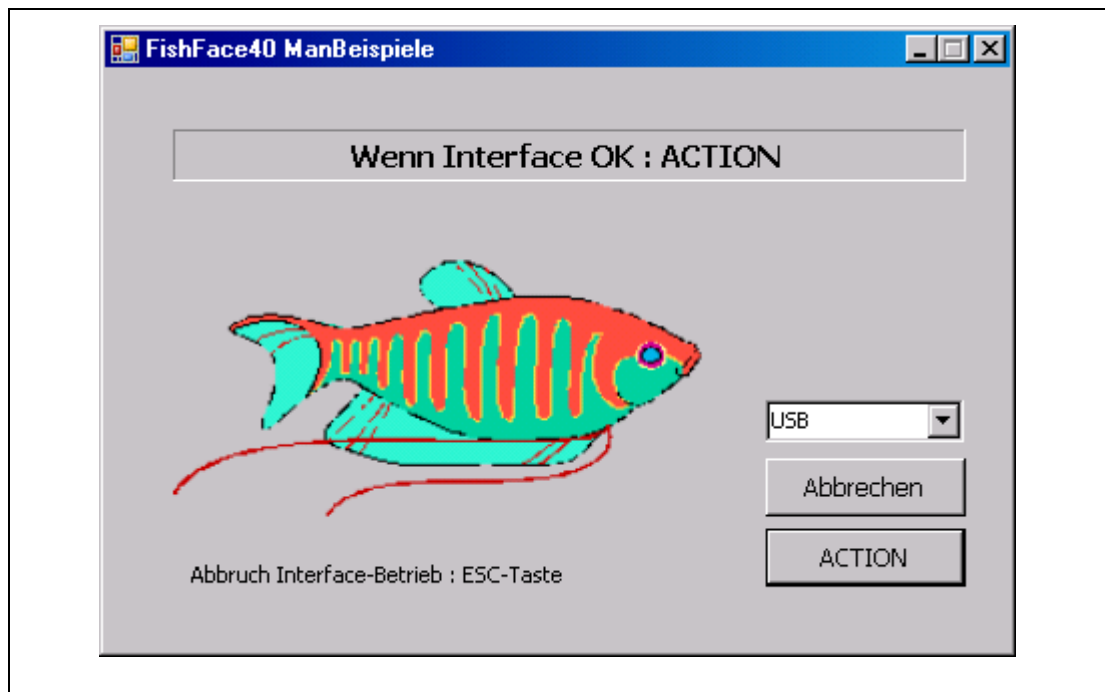 FishFace40 ManBeispiele
Wenn Interface OK : ACTION
USB
Abbrechen
ACTION
Abbruch Interface-Betrieb : ESC-Taste